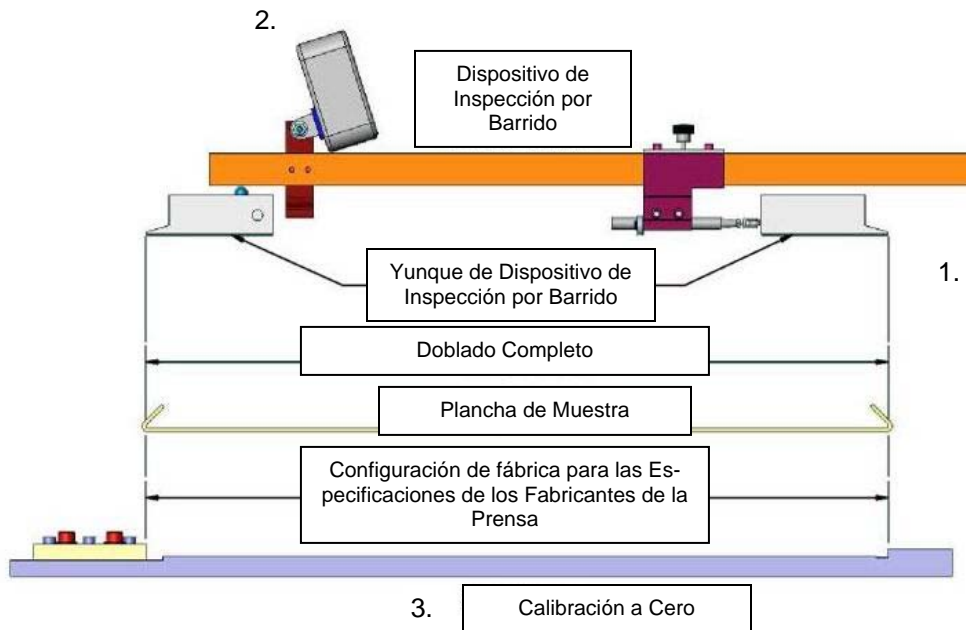 2.
Dispositivo de
Inspección por
Barrido
Yunque de Dispositivo de
Inspección por Barrido
1.
Doblado Completo
Plancha de Muestra
Configuración de fábrica para las Es-
pecificaciones de los Fabricantes de la
Prensa
3.
Calibración a Cero